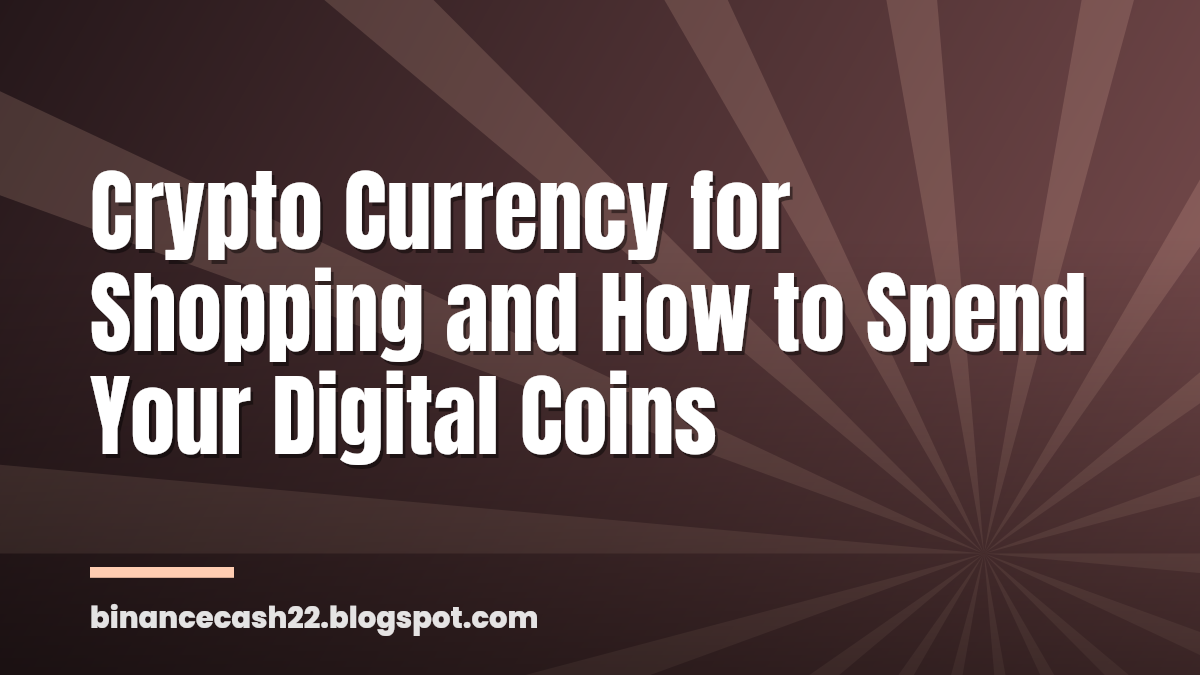 Crypto Currency for
Shopping and How to Spend
Your Digital Coins
binancecash22.blogspot.com